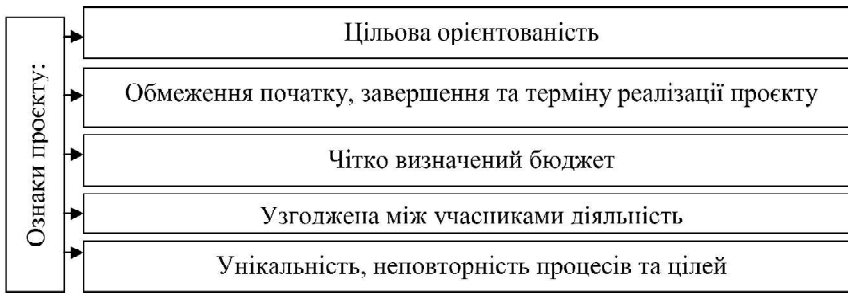 Ознаки проєкту:
Цільова орієнтованість
Обмеження початку, завершення та терміну реалізації проєкту
Чітко визначений бюджет
Узгоджена між учасниками діяльність
Унікальність, неповторність процесів та цілей